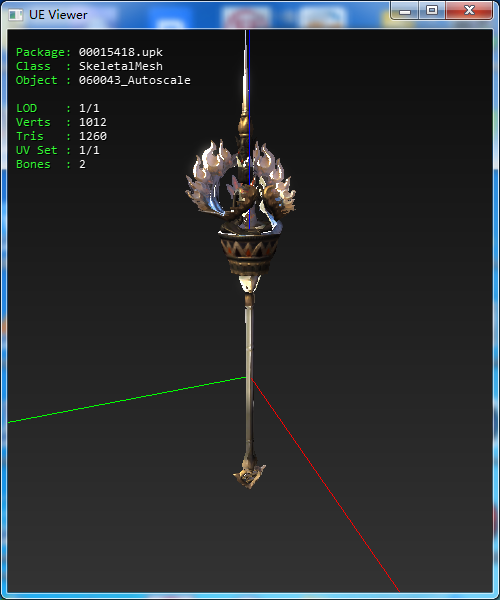 UE Viewer
Package: 00015418.upk
Class : SkeletalMesh
Object : 060043_Autoscale
LOD : 1/1
Verts : 1012
Tris : 1260
UV Set : 1/1
Bones : 2